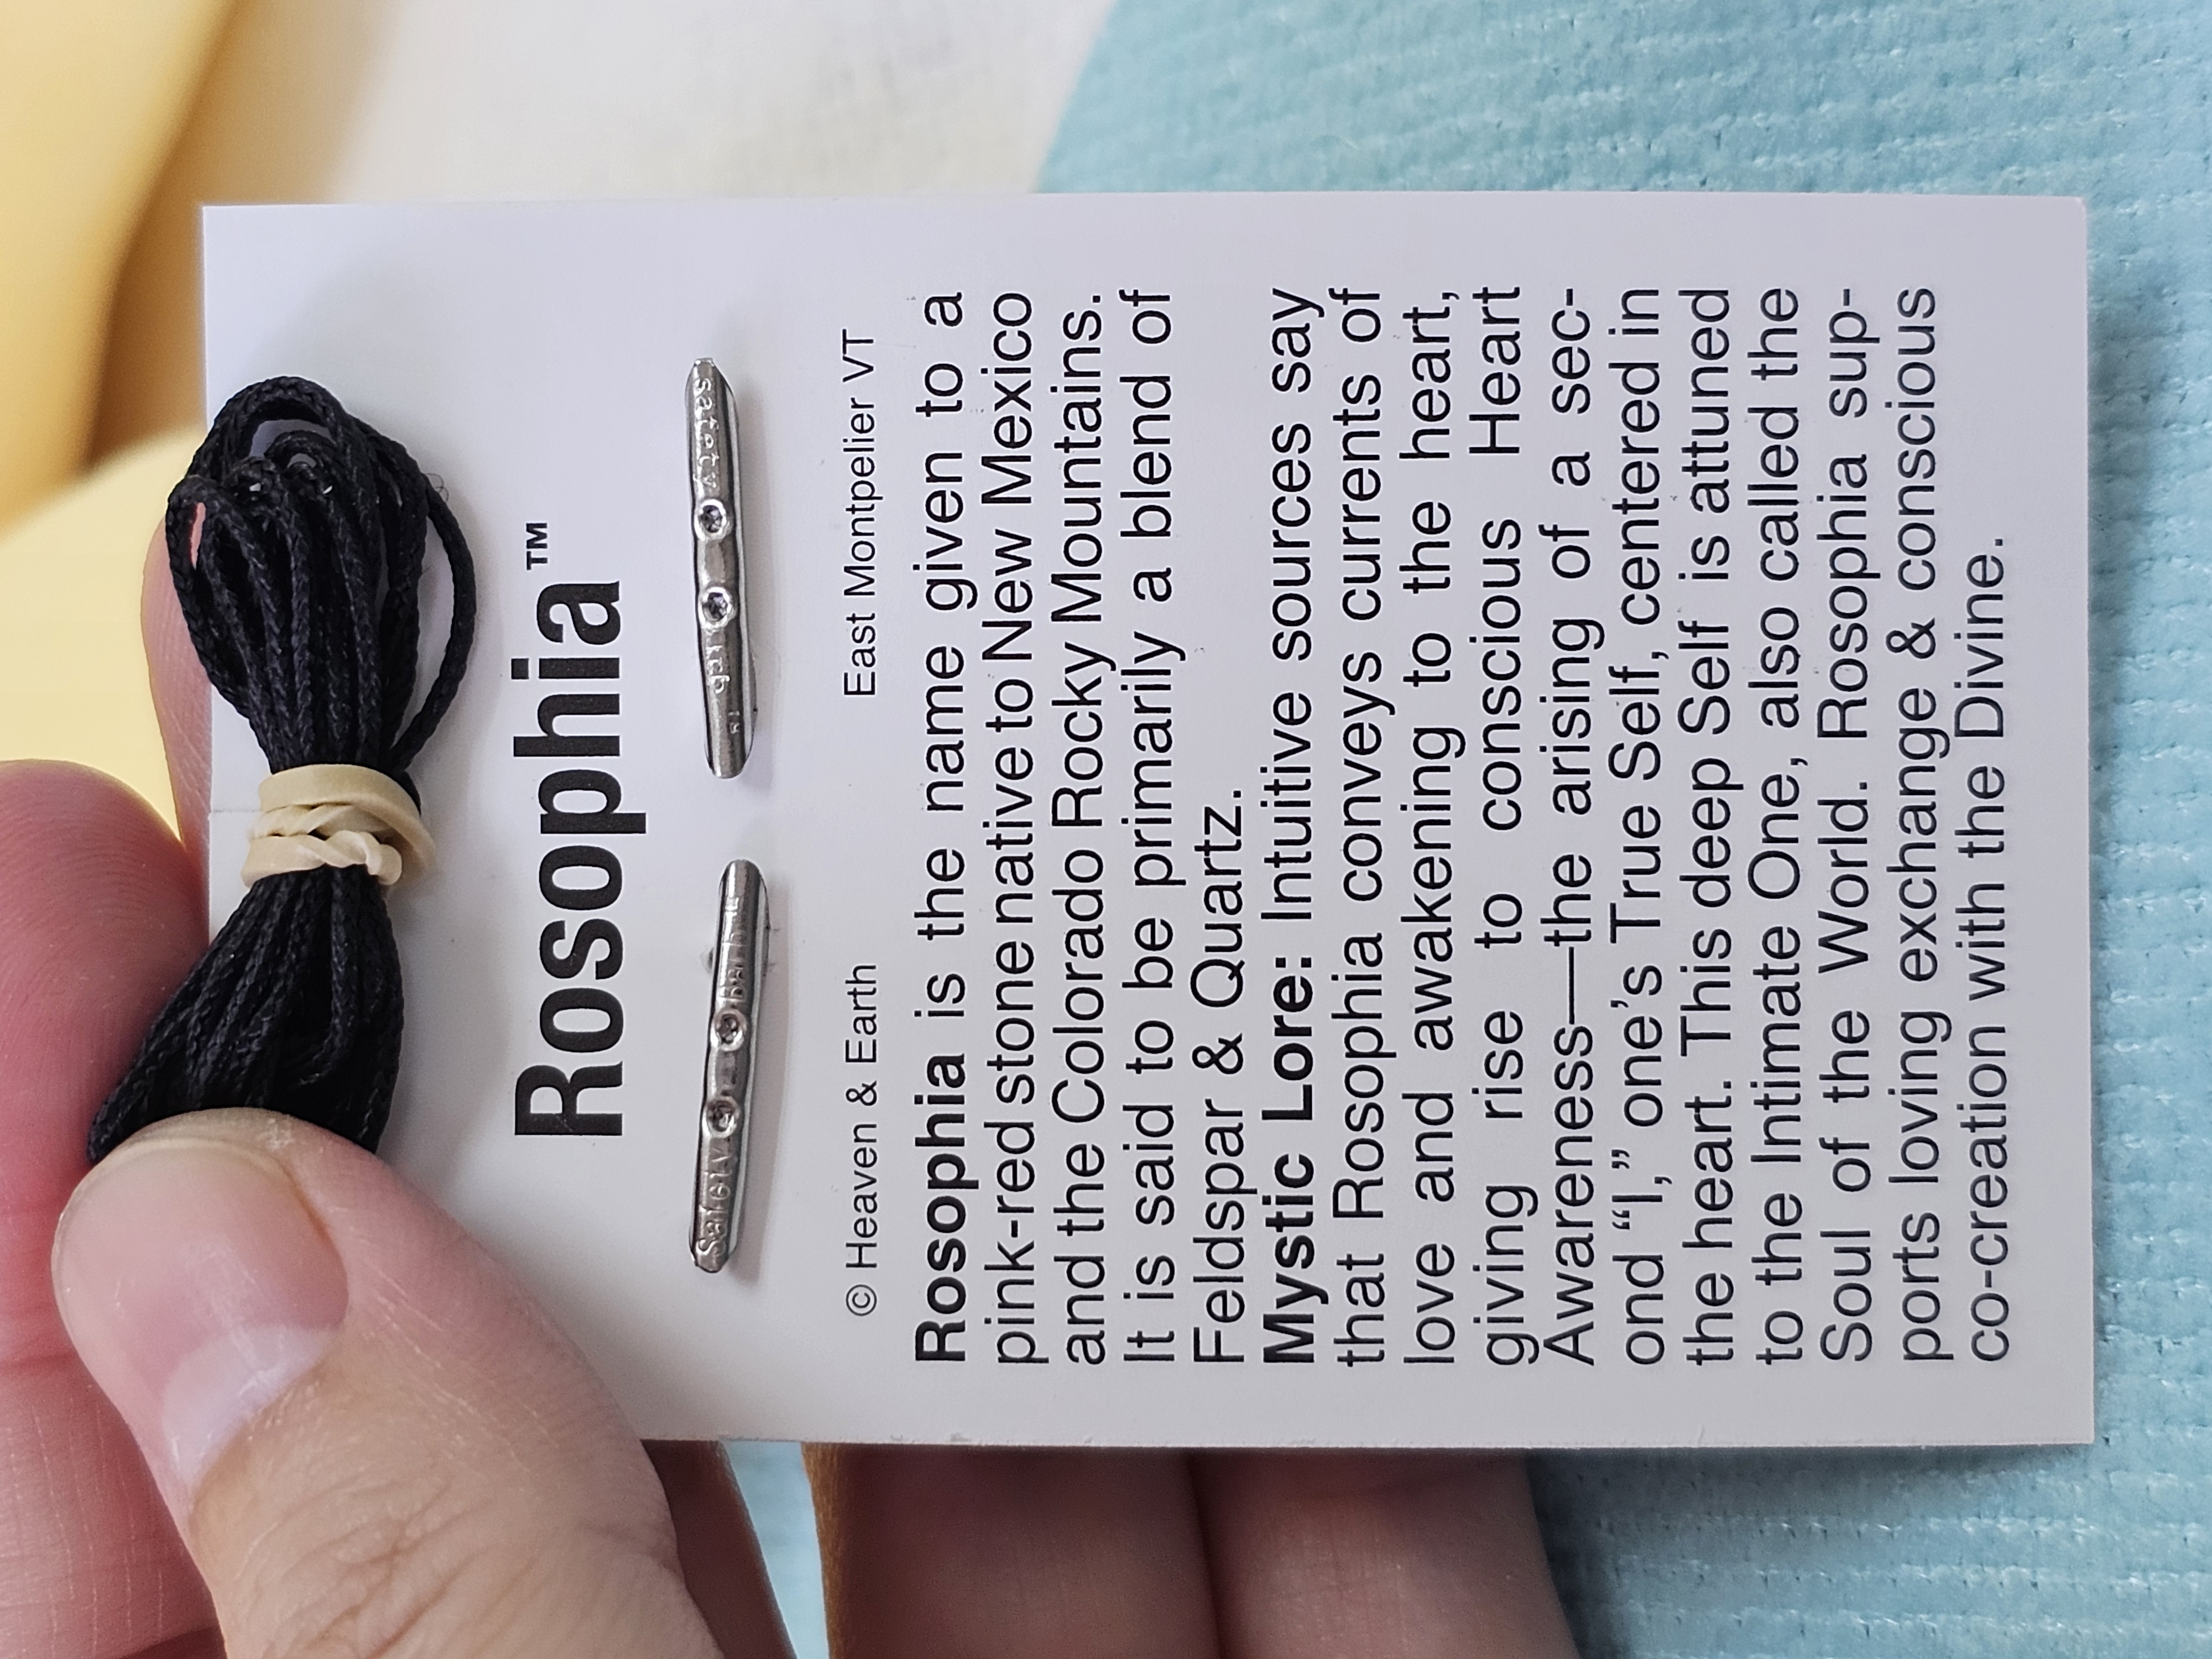 Rosophia™
Safety
© Heaven & Earth East Montpelier VT
Rosophia is the name given to a
pink-red stone native to New Mexico
and the Colorado Rocky Mountains.
It is said to be primarily a blend of
Feldspar & Quartz.
Mystic Lore: Intuitive sources say
that Rosophia conveys currents of
love and awakening to the heart,
giving rise to conscious Heart
Awareness—the arising of a sec-
ond “I,” one’s True Self, centered in
the heart. This deep Self is attuned
to the Intimate One, also called the
Soul of the World. Rosophia sup-
ports loving exchange & conscious
co-creation with the Divine.